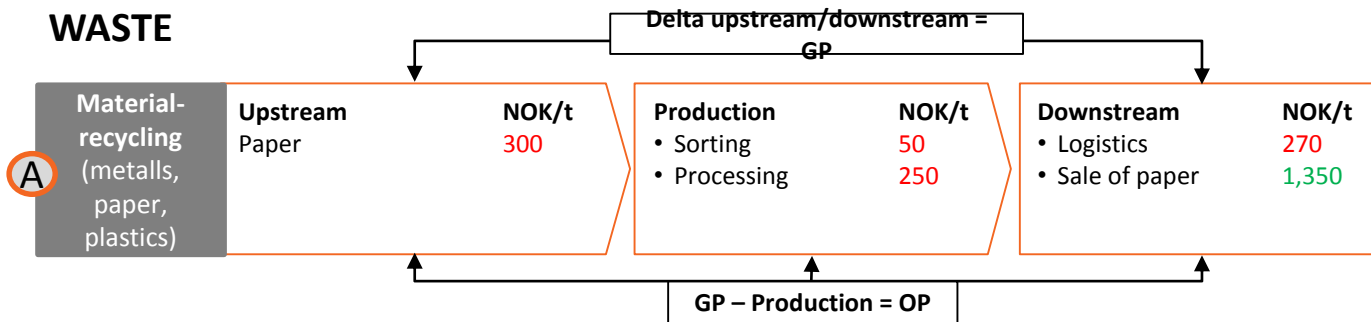 WASTE
Delta upstream/downstream =
GP
Material-
recycling
(metalls,
paper,
plastics)
A
Upstream NOK/t
Paper 300
Production NOK/t
• Sorting 50
• Processing 250
Downstream NOK/t
• Logistics 270
• Sale of paper 1,350
GP – Production = OP